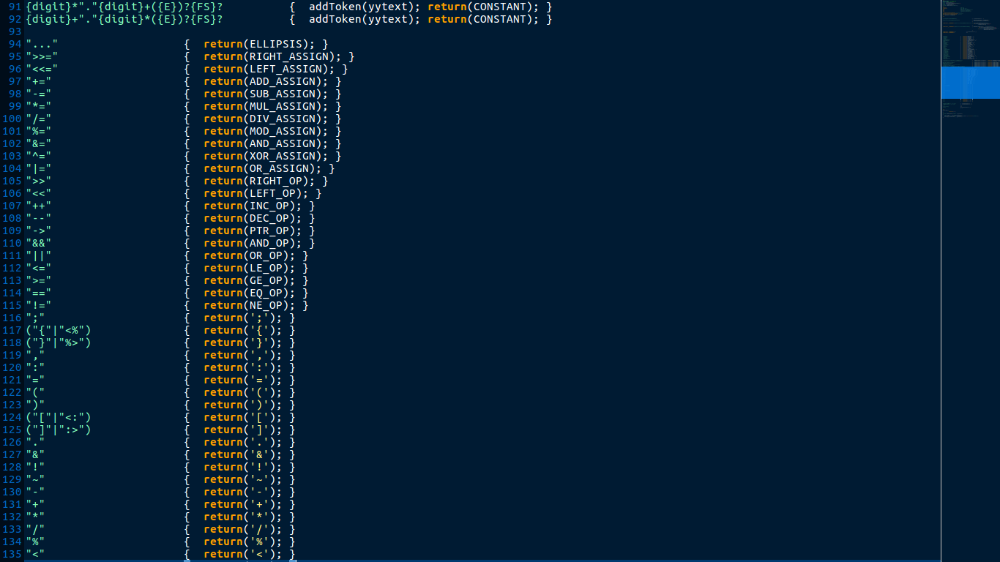 91 {digit}*"."{digit}+({E})?{FS}?          {  addToken(yytext); return(CONSTANT); }
92 {digit}+"."{digit}*({E})?{FS}?          {  addToken(yytext); return(CONSTANT); }
93
94 "..."                   {  return(ELLIPSIS); }
95 ">>="                   {  return(RIGHT_ASSIGN); }
96 "<<="                   {  return(LEFT_ASSIGN); }
97 "+="                    {  return(ADD_ASSIGN); }
98 "-="                    {  return(SUB_ASSIGN); }
99 "*="                    {  return(MUL_ASSIGN); }
100 "/="                    {  return(DIV_ASSIGN); }
101 "%="                    {  return(MOD_ASSIGN); }
102 "&="                    {  return(AND_ASSIGN); }
103 "^="                    {  return(XOR_ASSIGN); }
104 "|="                    {  return(OR_ASSIGN); }
105 ">>"                    {  return(RIGHT_OP); }
106 "<<"                    {  return(LEFT_OP); }
107 "++"                    {  return(INC_OP); }
108 "--"                    {  return(DEC_OP); }
109 "->"                    {  return(PTR_OP); }
110 "&&"                    {  return(AND_OP); }
111 "||"                    {  return(OR_OP); }
112 "<="                    {  return(LE_OP); }
113 ">="                    {  return(GE_OP); }
114 "=="                    {  return(EQ_OP); }
115 "!="                    {  return(NE_OP); }
116 ";"                     {  return(';'); }
117 ("{"|"<%")              {  return('{'); }
118 ("}"|"%>")              {  return('}'); }
119 ","                     {  return(','); }
120 ":"                     {  return(':'); }
121 "="                     {  return('='); }
122 "("                     {  return('('); }
123 ")"                     {  return(')'); }
124 ("["|"<:")              {  return('['); }
125 ("]"|":>")              {  return(']'); }
126 "."                     {  return('.'); }
127 "&"                     {  return('&'); }
128 "!"                     {  return('!'); }
129 "~"                     {  return('~'); }
130 "-"                     {  return('-'); }
131 "+"                     {  return('+'); }
132 "*"                     {  return('*'); }
133 "/"                     {  return('/'); }
134 "%"                     {  return('%'); }
135 "<"                     {  return('<'); }